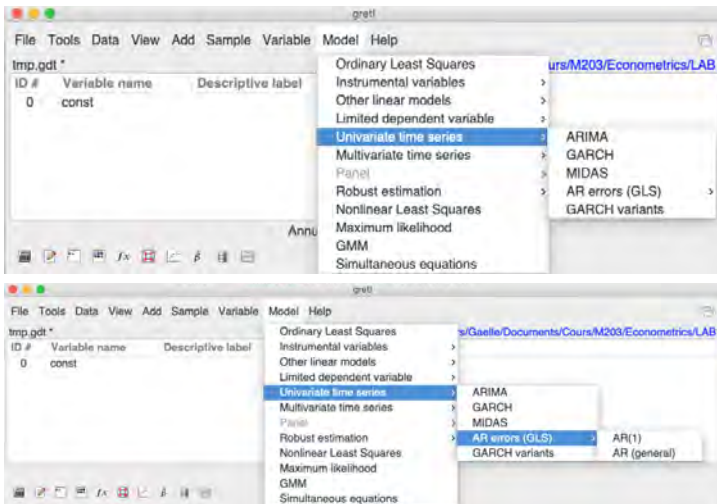 gretl
File Tools Data View Add Sample Variable Model Help
tmp.gdt * urs/M203/Econometrics/LAB
ID # Variable name Descriptive label
0 const
Ordinary Least Squares
Instrumental variables
Other linear models
Limited dependent variable
Univariate time series
Multivariate time series
Panel
Robust estimation
Nonlinear Least Squares
Maximum likelihood
GMM
Simultaneous equations
ARIMA
GARCH
MIDAS
AR errors (GLS)
GARCH variants
Annu
fx β
gretl
File Tools Data View Add Sample Variable Model Help
tmp.gdt * s/Gaelle/Documents/Cours/M203/Econometrics/LAB
ID # Variable name Descriptive label
0 const
Ordinary Least Squares
Instrumental variables
Other linear models
Limited dependent variable
Univariate time series
Multivariate time series
Panel
Robust estimation
Nonlinear Least Squares
Maximum likelihood
GMM
Simultaneous equations
ARIMA
GARCH
MIDAS
AR errors (GLS)
GARCH variants
AR(1)
AR (general)
fx β